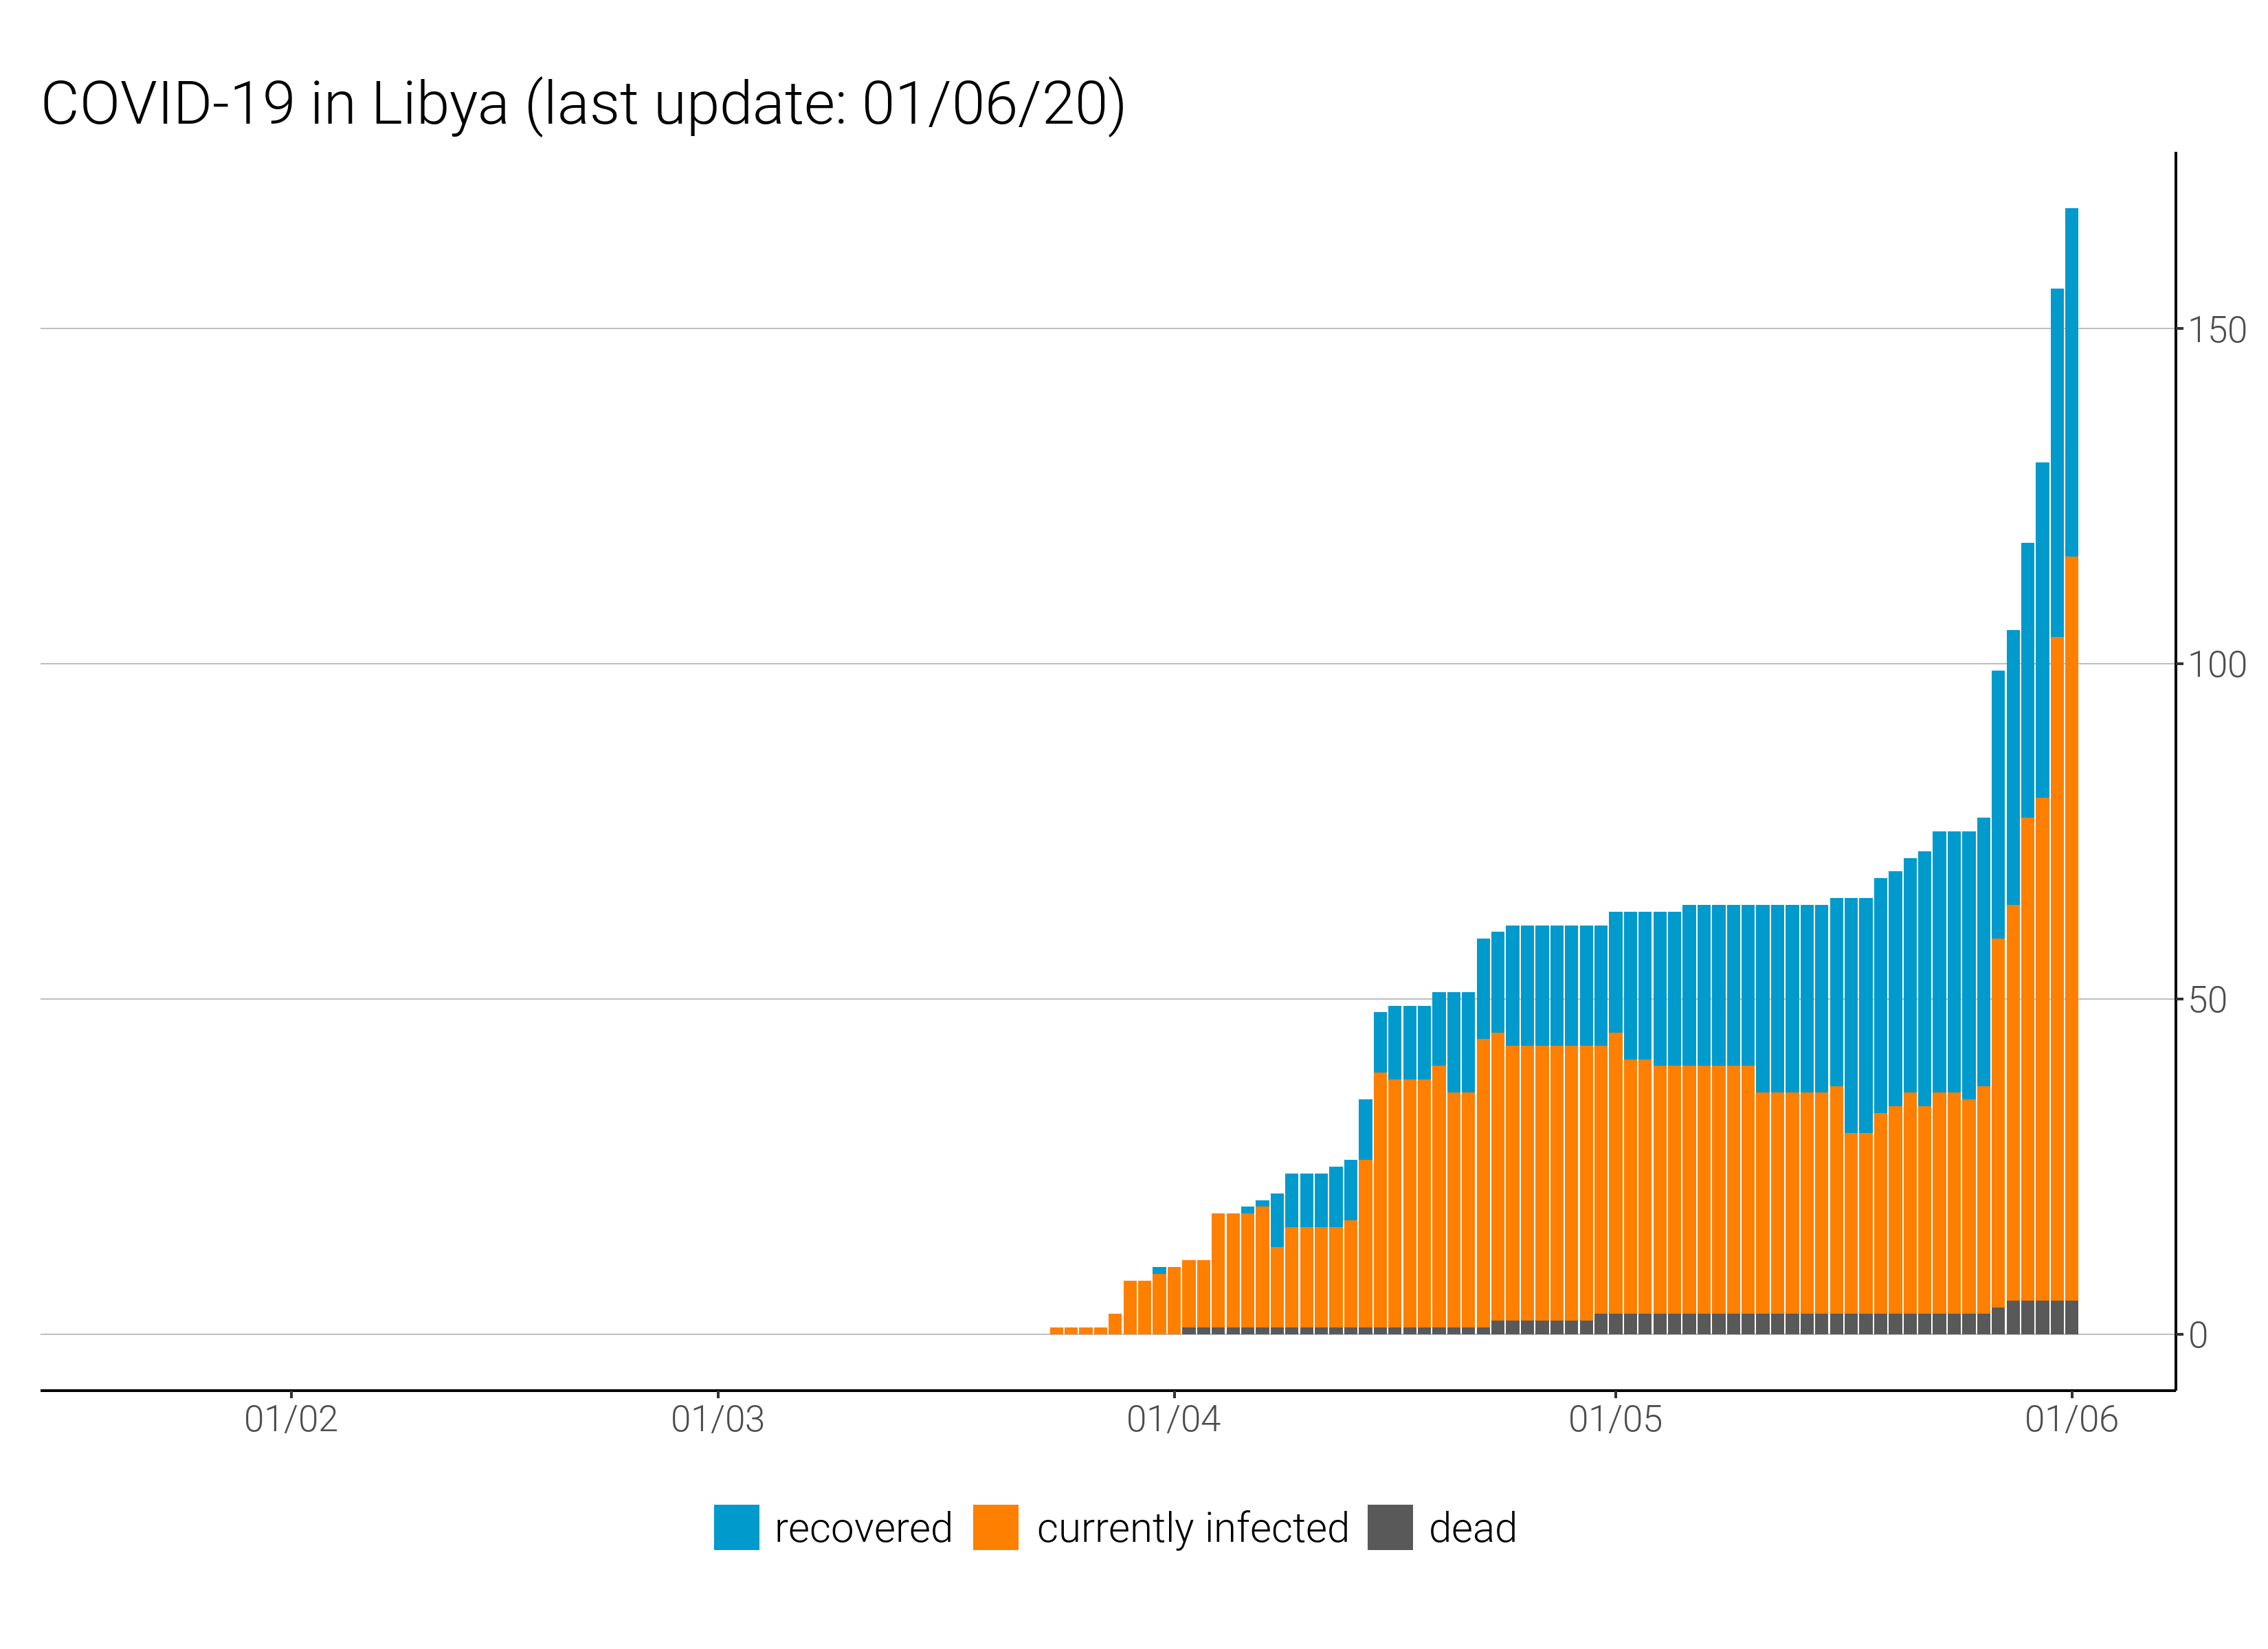 COVID-19 in Libya (last update: 01/06/20)
150
100
50
0
01/02 01/03 01/04 01/05 01/06
recovered currently infected dead